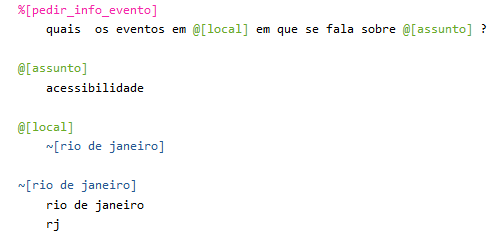 %[pedir_info_evento]
quais  os eventos em @[local] em que se fala sobre @[assunto] ?
@[assunto]
acessibilidade
@[local]
~[rio de janeiro]
~[rio de janeiro]
rio de janeiro
rj